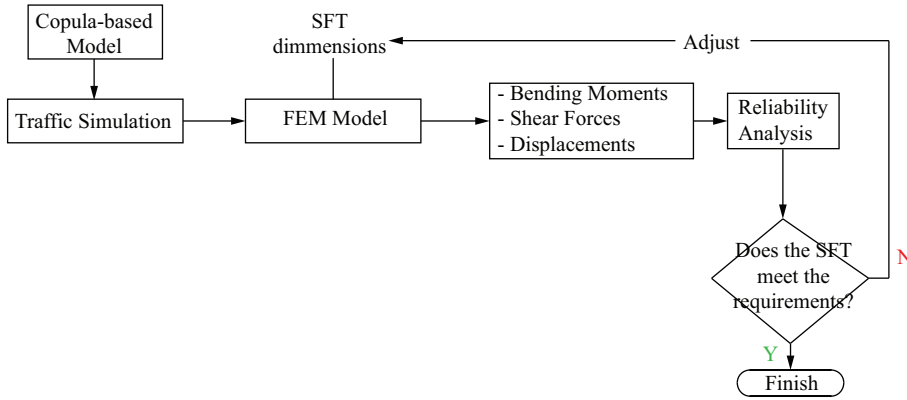 Copula-based
Model
SFT
dimmensions
Adjust
Traffic Simulation
FEM Model
- Bending Moments
- Shear Forces
- Displacements
Reliability
Analysis
Does the SFT
meet the
requirements?
N
Y
Finish